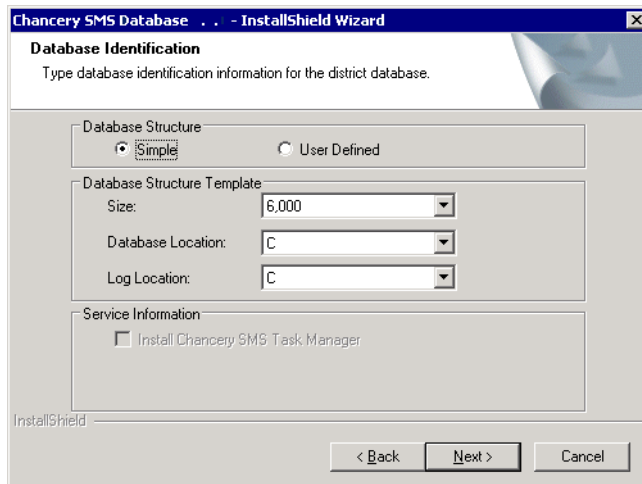 Chancery SMS Database . . . - InstallShield Wizard
Database Identification
Type database identification information for the district database.
Database Structure
Simple
User Defined
Database Structure Template
Size:
6,000
Database Location:
C
Log Location:
C
Service Information
Install Chancery SMS Task Manager
InstallShield
< Back
Next >
Cancel